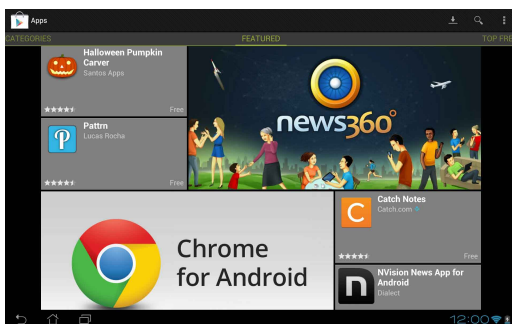 Apps
CATEGORIES
FEATURED
TOP FRE
Halloween Pumpkin
Carver
Santos Apps
Free
Pattrn
Lucas Rocha
Free
news360°
Chrome
for Android
Catch Notes
Catch.com
Free
NVision News App for
Android
Dialect
12:00